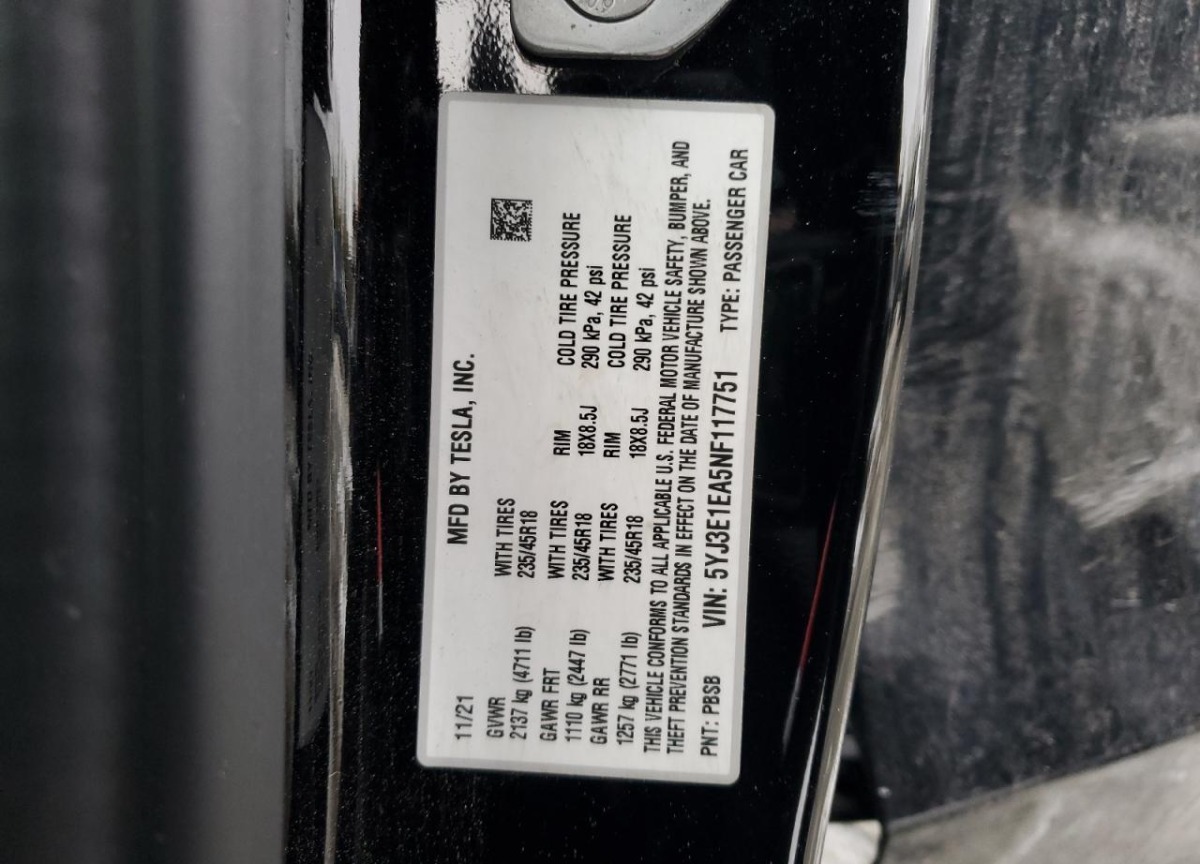 MFD BY TESLA, INC.
11/21
GVWR WITH TIRES
2137 kg (4711 lb) 235/45R18
GAWR FRT WITH TIRES RIM COLD TIRE PRESSURE
1110 kg (2447 lb) 235/45R18 18X8.5J 290 kPa, 42 psi
GAWR RR WITH TIRES RIM COLD TIRE PRESSURE
1257 kg (2771 lb) 235/45R18 18X8.5J 290 kPa, 42 psi
THIS VEHICLE CONFORMS TO ALL APPLICABLE U.S. FEDERAL MOTOR VEHICLE SAFETY, BUMPER, AND
THEFT PREVENTION STANDARDS IN EFFECT ON THE DATE OF MANUFACTURE SHOWN ABOVE.
PNT: PBSB VIN: 5YJ3E1EA5NF117751 TYPE: PASSENGER CAR